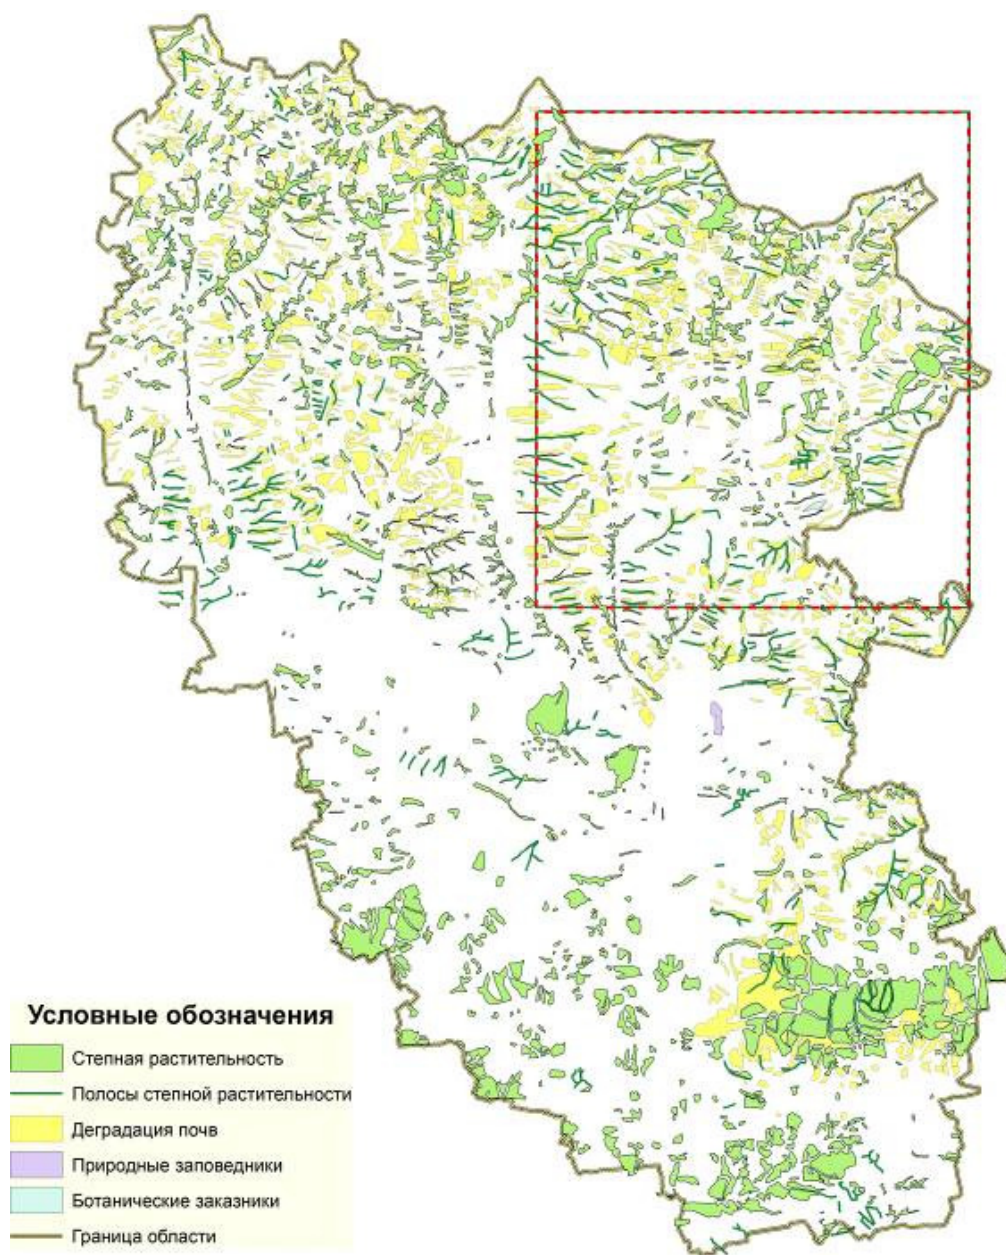 Условные обозначения
Степная растительность
Полосы степной растительности
Деградация почв
Природные заповедники
Ботанические заказники
Граница области